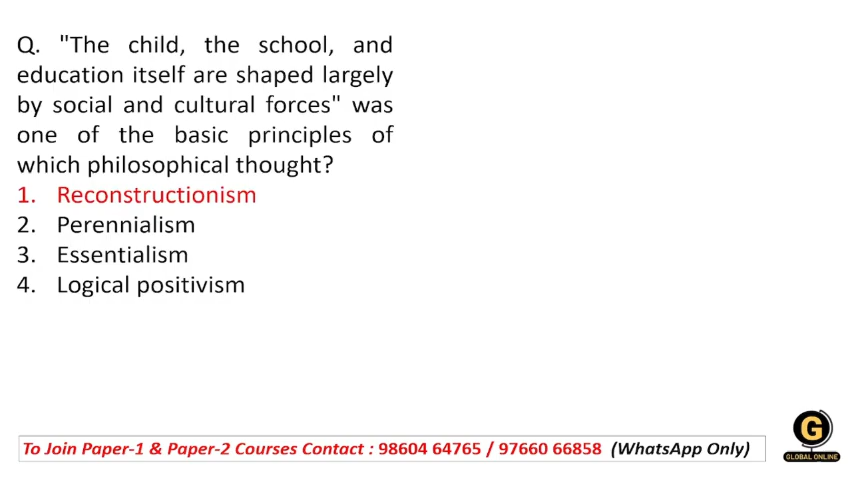 Q. "The child, the school, and
education itself are shaped largely
by social and cultural forces" was
one of the basic principles of
which philosophical thought?
1. Reconstructionism
2. Perennialism
3. Essentialism
4. Logical positivism
To Join Paper-1 & Paper-2 Courses Contact : 98604 64765 / 97660 66858 (WhatsApp Only)
G
GLOBAL ONLINE